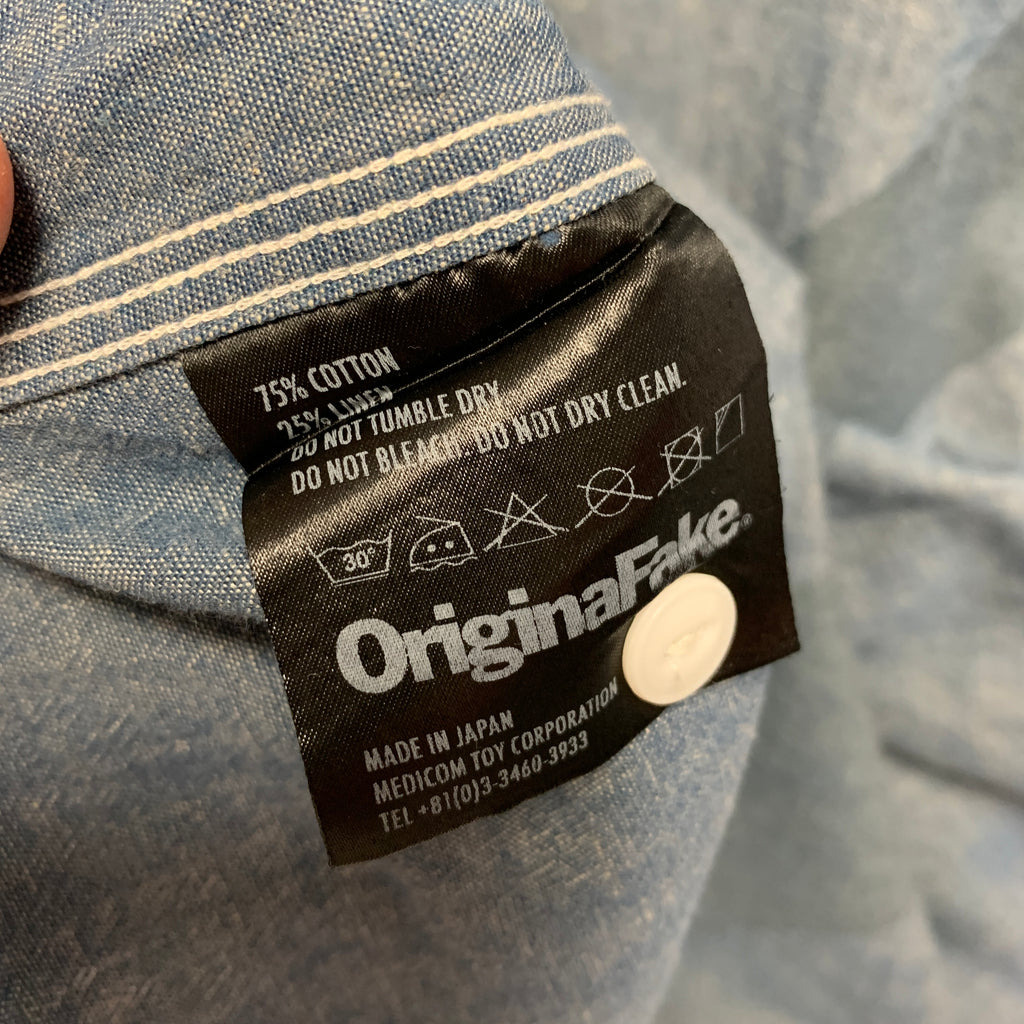 75% COTTON
25% LINEN
DO NOT TUMBLE DRY
DO NOT BLEACH. DO NOT DRY CLEAN.
30°
OriginalFake®
MADE IN JAPAN
MEDICOM TOY CORPORATION
TEL +81(0)3-3460-3933